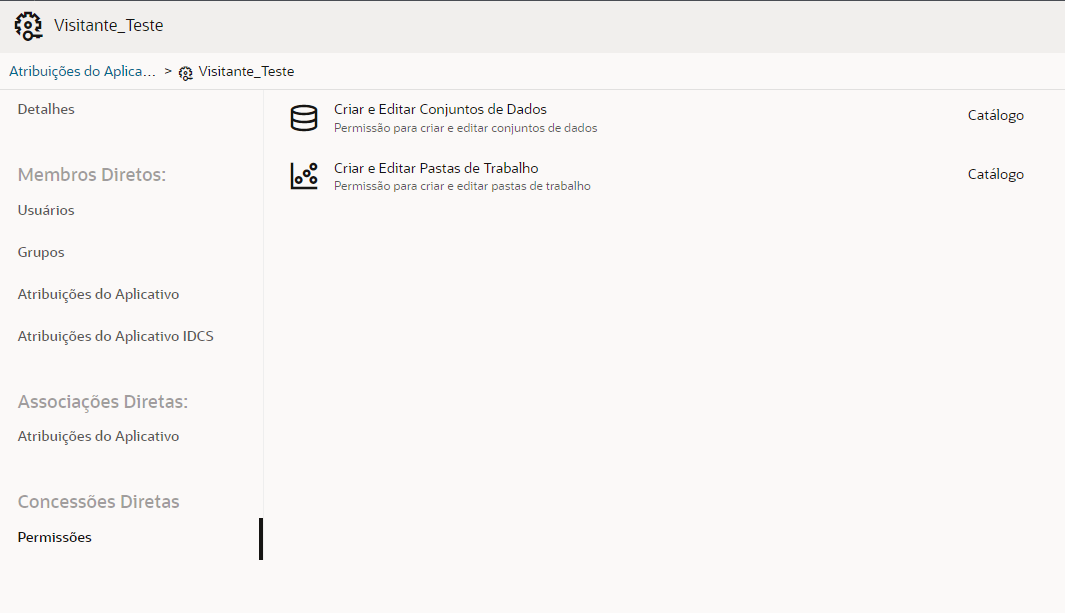 Visitante_Teste
Atribuições do Aplica... > Visitante_Teste
Detalhes
Membros Diretos:
Usuários
Grupos
Atribuições do Aplicativo
Atribuições do Aplicativo IDCS
Associações Diretas:
Atribuições do Aplicativo
Concessões Diretas
Permissões
Criar e Editar Conjuntos de Dados
Permissão para criar e editar conjuntos de dados
Catálogo
Criar e Editar Pastas de Trabalho
Permissão para criar e editar pastas de trabalho
Catálogo